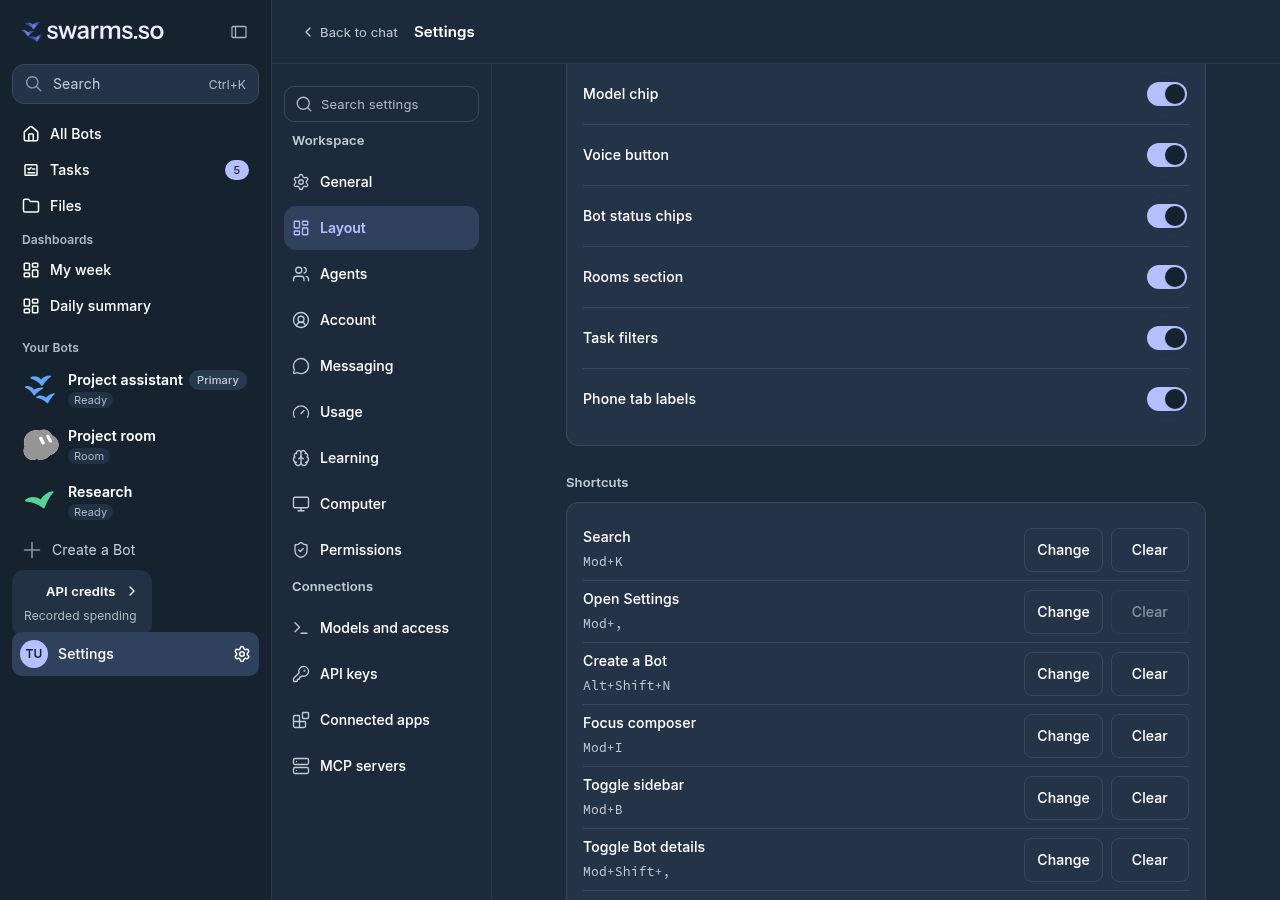 swarms.so
Search Ctrl+K
All Bots
Tasks 5
Files
Dashboards
My week
Daily summary
Your Bots
Project assistant Primary
Ready
Project room
Room
Research
Ready
Create a Bot
API credits
Recorded spending
TU Settings
Back to chat Settings
Search settings
Workspace
General
Layout
Agents
Account
Messaging
Usage
Learning
Computer
Permissions
Connections
Models and access
API keys
Connected apps
MCP servers
Model chip
Voice button
Bot status chips
Rooms section
Task filters
Phone tab labels
Shortcuts
Search
Mod+K
Change Clear
Open Settings
Mod+,
Change Clear
Create a Bot
Alt+Shift+N
Change Clear
Focus composer
Mod+I
Change Clear
Toggle sidebar
Mod+B
Change Clear
Toggle Bot details
Mod+Shift+,
Change Clear